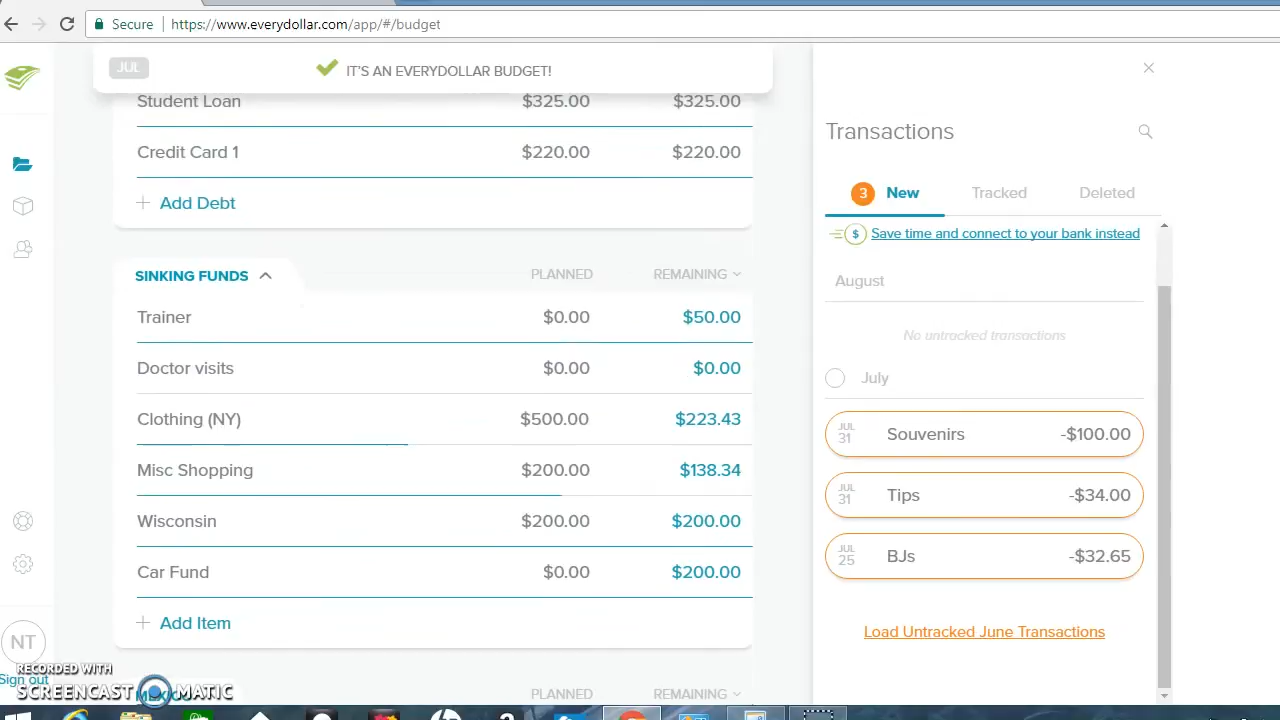 Secure https://www.everydollar.com/app/#/budget
JUL IT'S AN EVERYDOLLAR BUDGET!
Student Loan $325.00 $325.00
Credit Card 1 $220.00 $220.00
+ Add Debt
SINKING FUNDS PLANNED REMAINING
Trainer $0.00 $50.00
Doctor visits $0.00 $0.00
Clothing (NY) $500.00 $223.43
Misc Shopping $200.00 $138.34
Wisconsin $200.00 $200.00
Car Fund $0.00 $200.00
+ Add Item
PLANNED REMAINING
Transactions
3 New Tracked Deleted
$ Save time and connect to your bank instead
August
No untracked transactions
July
JUL 31 Souvenirs -$100.00
JUL 31 Tips -$34.00
JUL 25 BJs -$32.65
Load Untracked June Transactions
NT
Sign out
RECORDED WITH
SCREENCAST MATIC